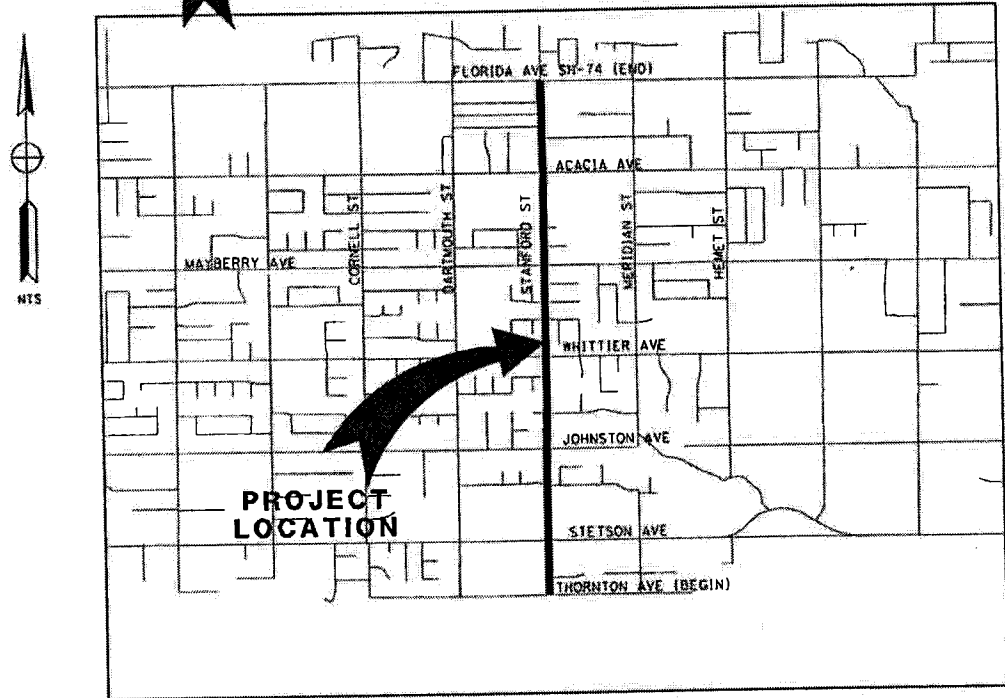 FLORIDA AVE SH-74 (END)
ACACIA AVE
CORNELL ST
DARTMOUTH ST
STANFORD ST
MERIDIAN ST
HEMET ST
MAYBERRY AVE
NTS
WHITTIER AVE
JOHNSTON AVE
PROJECT
LOCATION
STETSON AVE
THORNTON AVE (BEGIN)